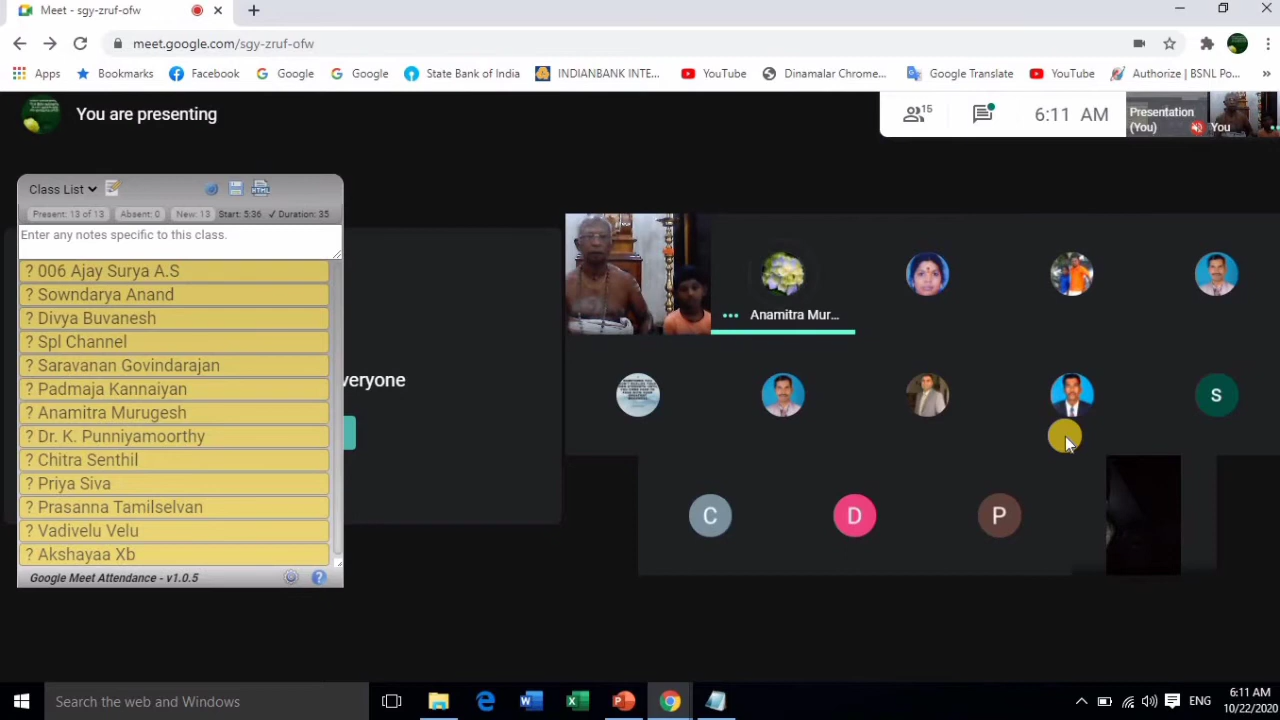 Meet - sgy-zruf-ofw
meet.google.com/sgy-zruf-ofw
Apps Bookmarks Facebook Google Google State Bank of India INDIANBANK INTE... YouTube Dinamalar Chrome... Google Translate YouTube Authorize | BSNL Po... »
You are presenting
15
6:11 AM
Presentation
(You)
You
Class List
HTML
Present: 13 of 13 Absent: 0 New: 13 Start: 5:36 ✓ Duration: 35
Enter any notes specific to this class.
? 006 Ajay Surya A.S
? Sowndarya Anand
? Divya Buvanesh
? Spl Channel
? Saravanan Govindarajan
? Padmaja Kannaiyan
? Anamitra Murugesh
? Dr. K. Punniyamoorthy
? Chitra Senthil
? Priya Siva
? Prasanna Tamilselvan
? Vadivelu Velu
? Akshayaa Xb
Google Meet Attendance - v1.0.5
?
veryone
Anamitra Mur...
S
C D P
Search the web and Windows
ENG
6:11 AM
10/22/2020